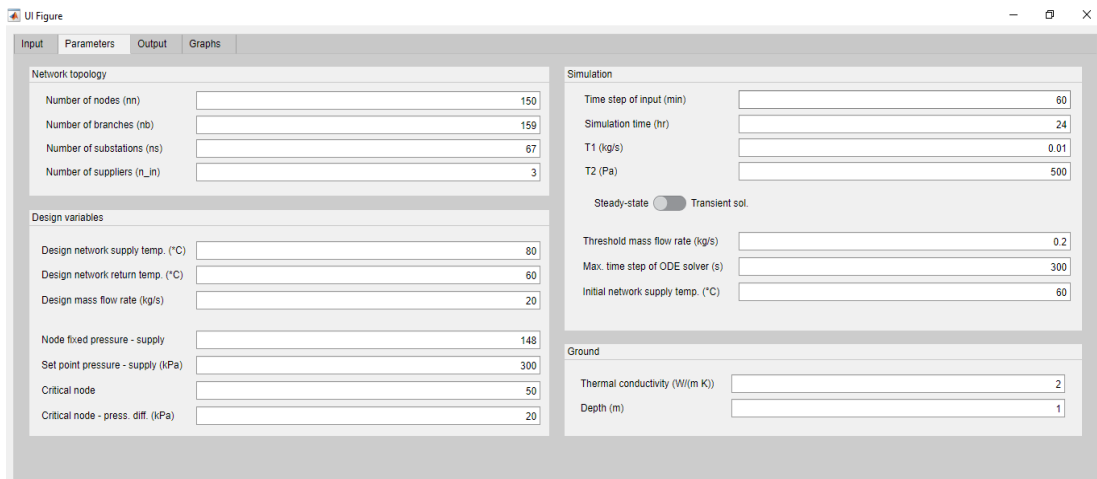 UI Figure
Input Parameters Output Graphs
Network topology
Number of nodes (nn) 150
Number of branches (nb) 159
Number of substations (ns) 67
Number of suppliers (n_in) 3
Design variables
Design network supply temp. (°C) 80
Design network return temp. (°C) 60
Design mass flow rate (kg/s) 20
Node fixed pressure - supply 148
Set point pressure - supply (kPa) 300
Critical node 50
Critical node - press. diff. (kPa) 20
Simulation
Time step of input (min) 60
Simulation time (hr) 24
T1 (kg/s) 0.01
T2 (Pa) 500
Steady-state Transient sol.
Threshold mass flow rate (kg/s) 0.2
Max. time step of ODE solver (s) 300
Initial network supply temp. (°C) 60
Ground
Thermal conductivity (W/(m K)) 2
Depth (m) 1